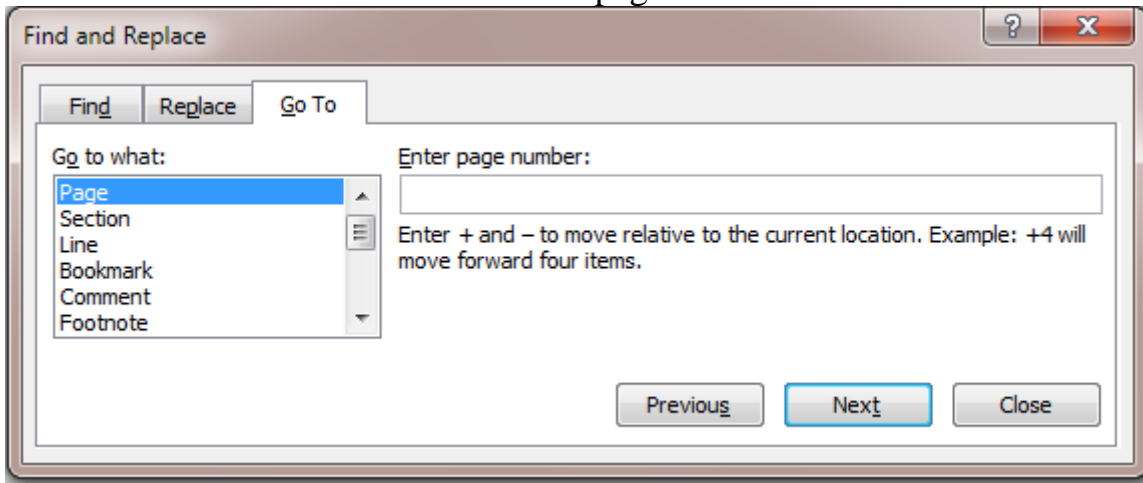 Find and Replace
Find Replace Go To
Go to what:
Page
Section
Line
Bookmark
Comment
Footnote
Enter page number:
Enter + and – to move relative to the current location. Example: +4 will
move forward four items.
Previous Next Close